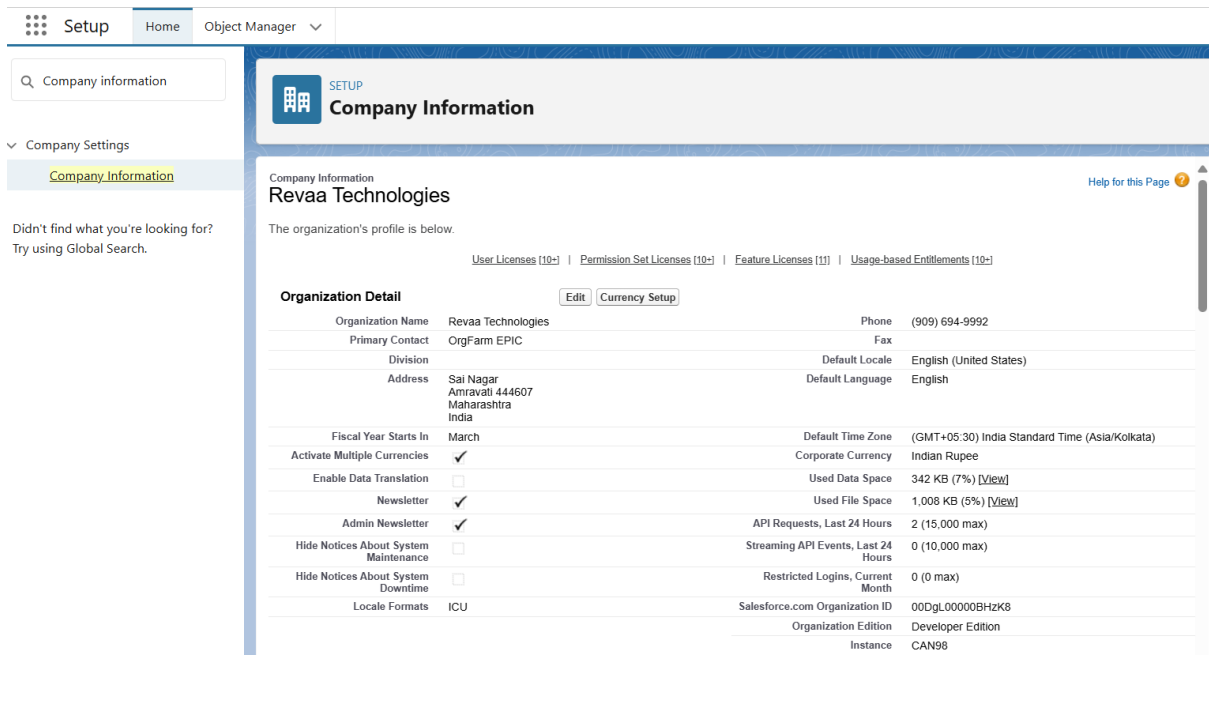 Setup Home Object Manager
Company information
Company Settings
Company Information
Didn't find what you're looking for?
Try using Global Search.
SETUP
Company Information
Company Information
Revaa Technologies
Help for this Page ?
The organization's profile is below.
User Licenses [10+] | Permission Set Licenses [10+] | Feature Licenses [11] | Usage-based Entitlements [10+]
Organization Detail Edit Currency Setup
Organization Name Revaa Technologies Phone (909) 694-9992
Primary Contact OrgFarm EPIC Fax
Division Default Locale English (United States)
Address Sai Nagar Default Language English
Amravati 444607
Maharashtra
India
Fiscal Year Starts In March Default Time Zone (GMT+05:30) India Standard Time (Asia/Kolkata)
Activate Multiple Currencies Corporate Currency Indian Rupee
Enable Data Translation Used Data Space 342 KB (7%) [View]
Newsletter Used File Space 1,008 KB (5%) [View]
Admin Newsletter API Requests, Last 24 Hours 2 (15,000 max)
Hide Notices About System Streaming API Events, Last 24 0 (10,000 max)
Maintenance Hours
Hide Notices About System Restricted Logins, Current 0 (0 max)
Downtime Month
Locale Formats ICU Salesforce.com Organization ID 00DgL00000BHzK8
Organization Edition Developer Edition
Instance CAN98